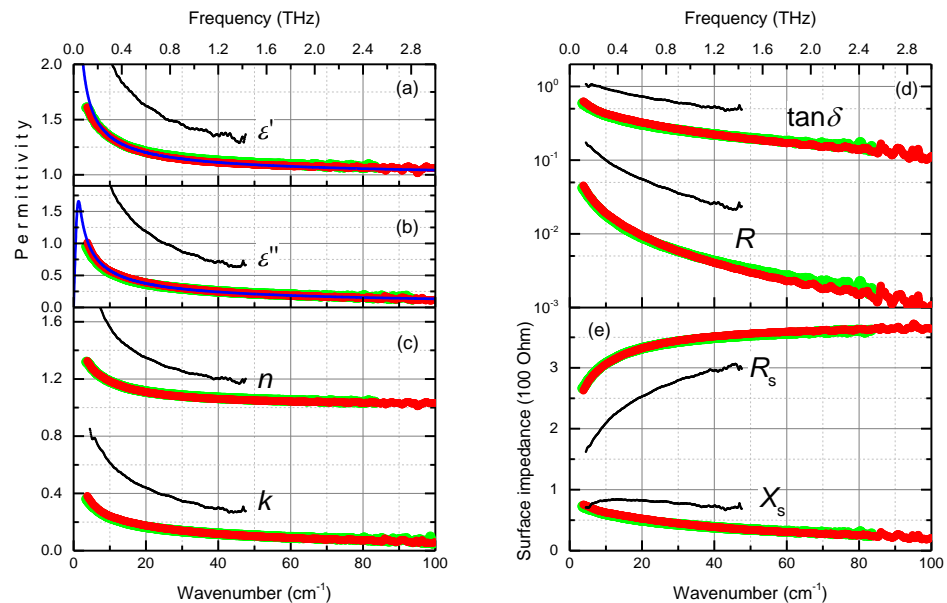 Frequency (THz)
0.0 0.4 0.8 1.2 1.6 2.0 2.4 2.8
2.0
(a)
1.5
ε'
1.0
Permittivity
1.5
(b)
1.0
ε''
0.5
0.0
1.6
(c)
n
1.2
0.8
k
0.4
0.0
0 20 40 60 80 100
Wavenumber (cm⁻¹)
Frequency (THz)
0.0 0.4 0.8 1.2 1.6 2.0 2.4 2.8
10⁰
(d)
tanδ
10⁻¹
R
10⁻²
10⁻³
(e)
3
Rₛ
2
1
Xₛ
0
Surface impedance (100 Ohm)
0 20 40 60 80 100
Wavenumber (cm⁻¹)